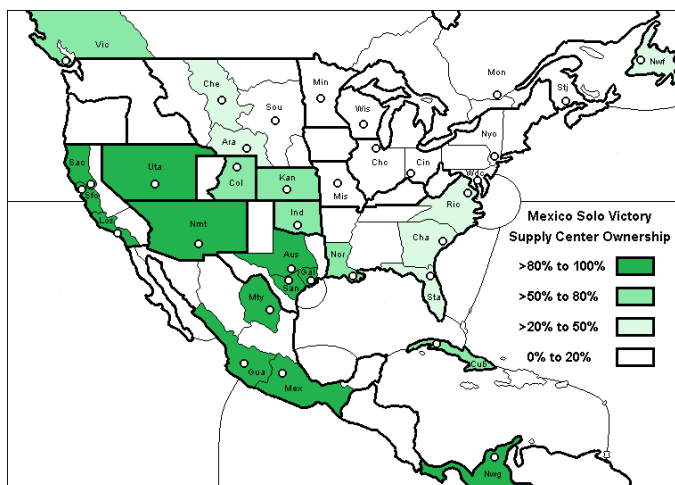 Vic
Nwf
Che
Min
Mon
Stj
Sou
Wis
Nyo
Ara
Sac
Uta
Col
Kan
Cho
Cin
Wdc
Sfo
Mis
Ric
Los
Nmt
Ind
Cha
Aus
Nor
Gal
San
Sta
Mty
Cub
Gua
Mex
Nwg
Mexico Solo Victory
Supply Center Ownership
>80% to 100%
>50% to 80%
>20% to 50%
0% to 20%